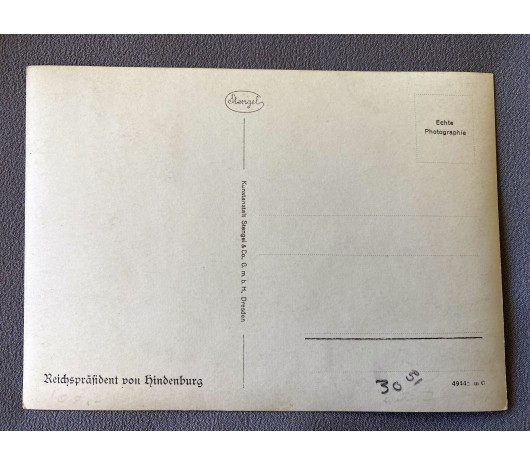 Stengel
Echte
Photographie
Kunstanstalt Stengel & Co., G. m. b. H., Dresden
Reichspräsident von Hindenburg
30